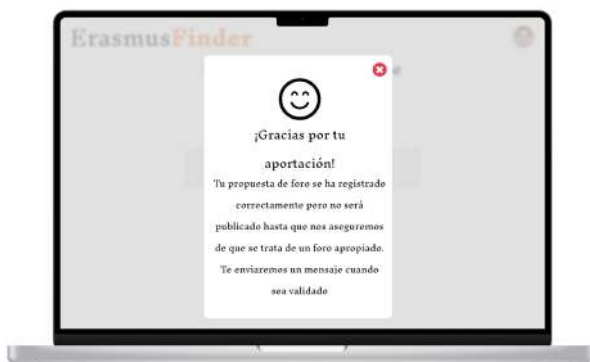 ErasmusFinder
¡Gracias por tu
aportación!
Tu propuesta de foro se ha registrado
correctamente pero no será
publicado hasta que nos aseguremos
de que se trata de un foro apropiado.
Te enviaremos un mensaje cuando
sea validado